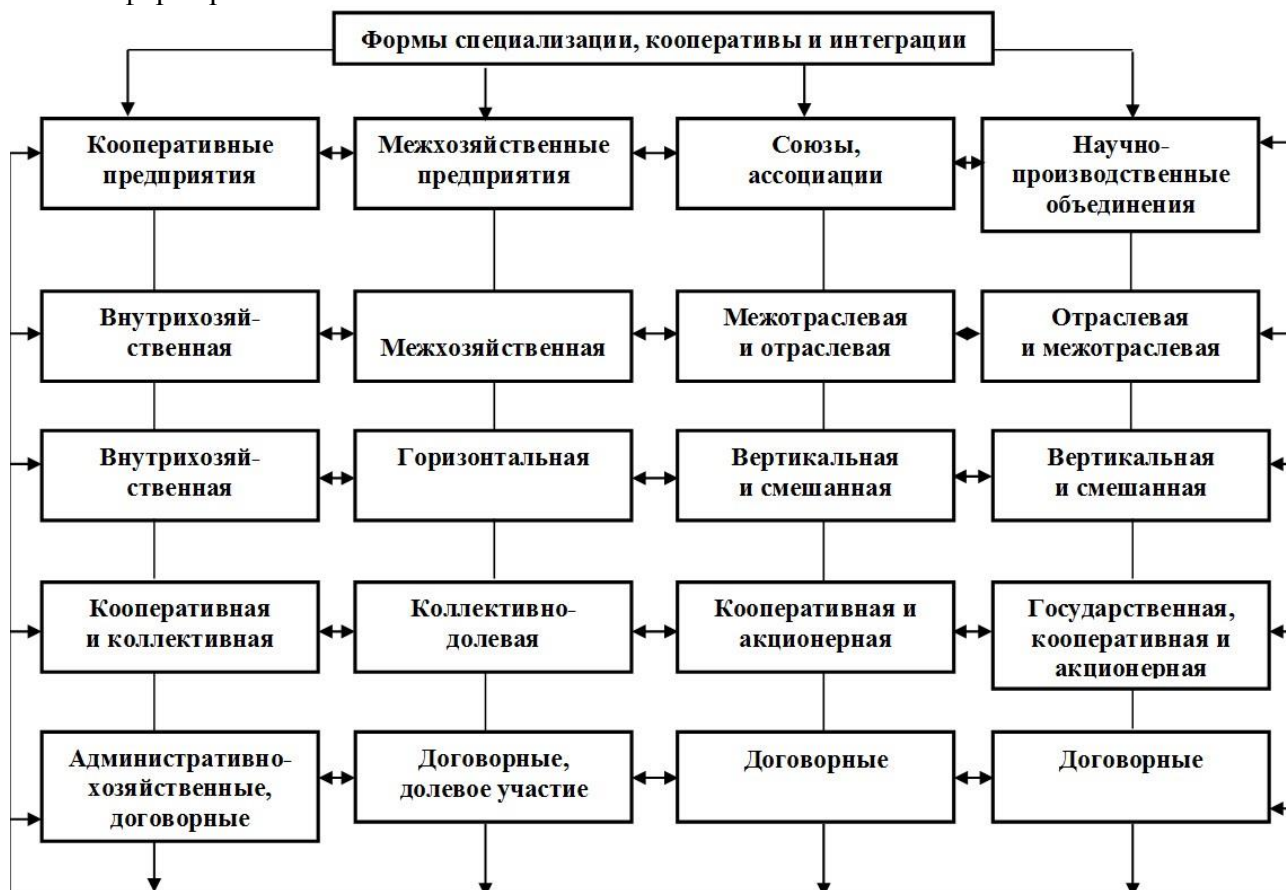 Формы специализации, кооперативы и интеграции
Кооперативные
предприятия
Межхозяйственные
предприятия
Союзы,
ассоциации
Научно-
производственные
объединения
Внутрихозяй-
ственная
Межхозяйственная
Межотраслевая
и отраслевая
Отраслевая
и межотраслевая
Внутрихозяй-
ственная
Горизонтальная
Вертикальная
и смешанная
Вертикальная
и смешанная
Кооперативная
и коллективная
Коллективно-
долевая
Кооперативная и
акционерная
Государственная,
кооперативная и
акционерная
Административно-
хозяйственные,
договорные
Договорные,
долевое участие
Договорные
Договорные